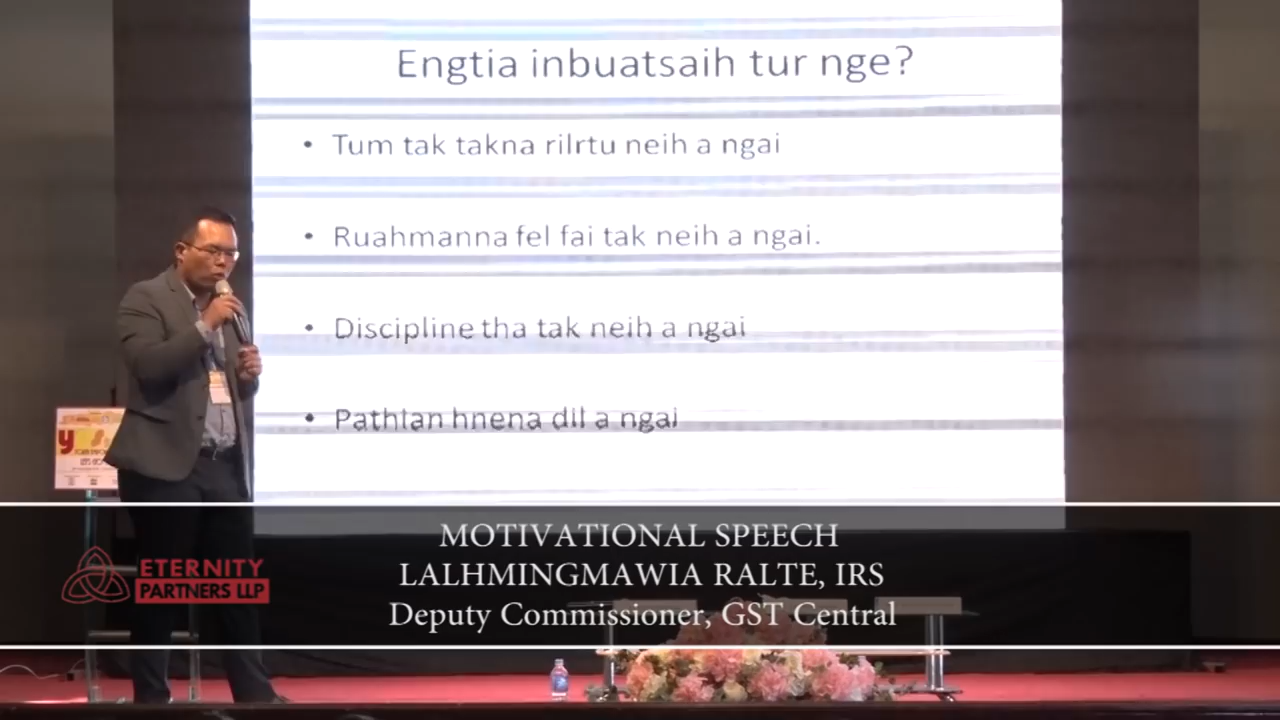 Engtia inbuatsaih tur nge?
• Tum tak takna rilrtu neih a ngai
• Ruahmanna fel fai tak neih a ngai.
• Discipline tha tak neih a ngai
• Pathian hnena dil a ngai
MOTIVATIONAL SPEECH
LALHMINGMAWIA RALTE, IRS
Deputy Commissioner, GST Central
ETERNITY
PARTNERS LLP